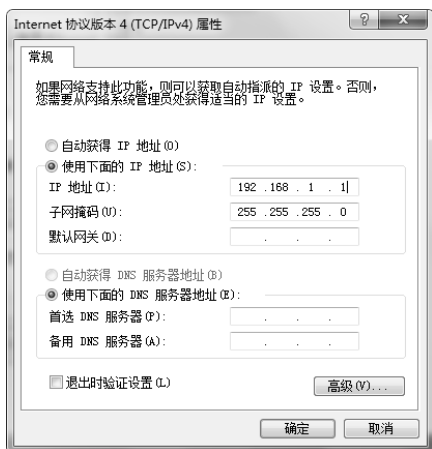 Internet 协议版本 4 (TCP/IPv4) 属性
常规
如果网络支持此功能，则可以获取自动指派的 IP 设置。否则，
您需要从网络系统管理员处获得适当的 IP 设置。
自动获得 IP 地址(O)
使用下面的 IP 地址(S):
IP 地址(I): 192 .168 . 1 . 1
子网掩码(U): 255 .255 .255 . 0
默认网关(D): . . .
自动获得 DNS 服务器地址(B)
使用下面的 DNS 服务器地址(E):
首选 DNS 服务器(P): . . .
备用 DNS 服务器(A): . . .
退出时验证设置(L)
高级(V)...
确定 取消